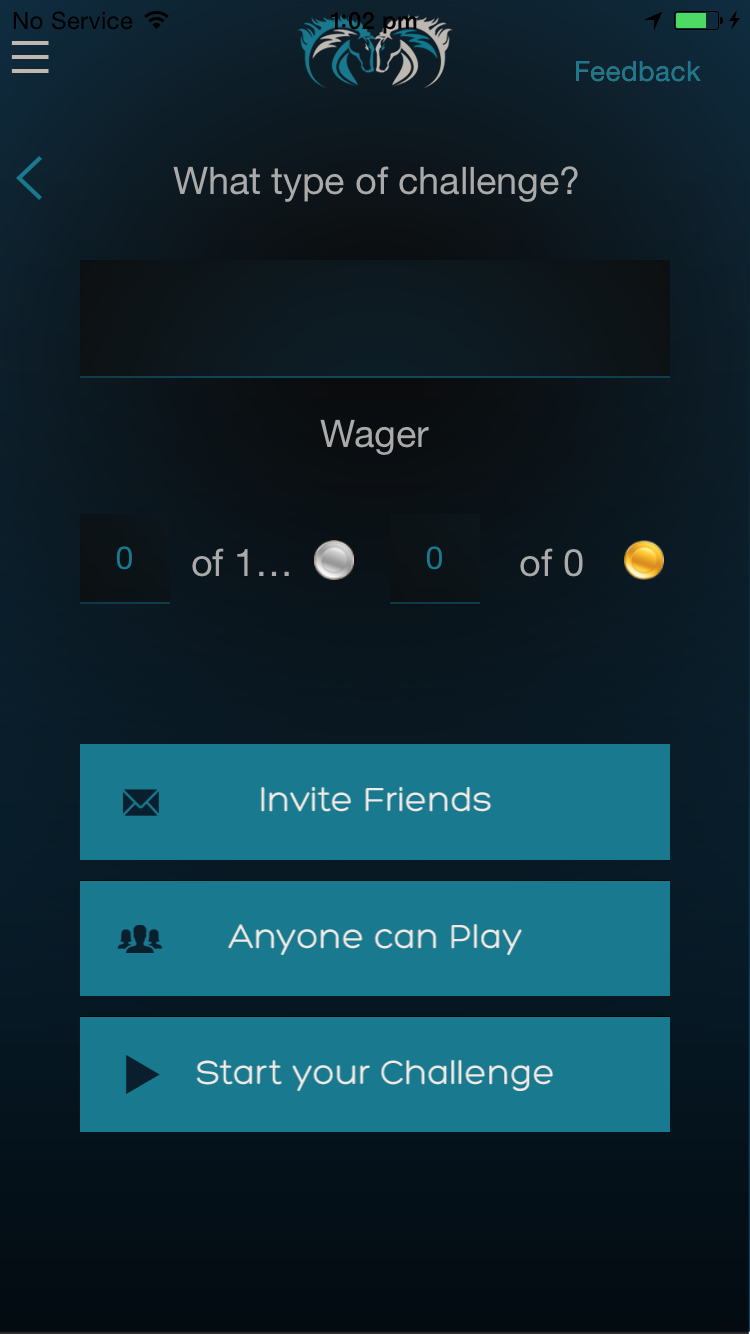 No Service 1:02 pm
Feedback
What type of challenge?
Wager
0 of 1... 0 of 0
Invite Friends
Anyone can Play
Start your Challenge